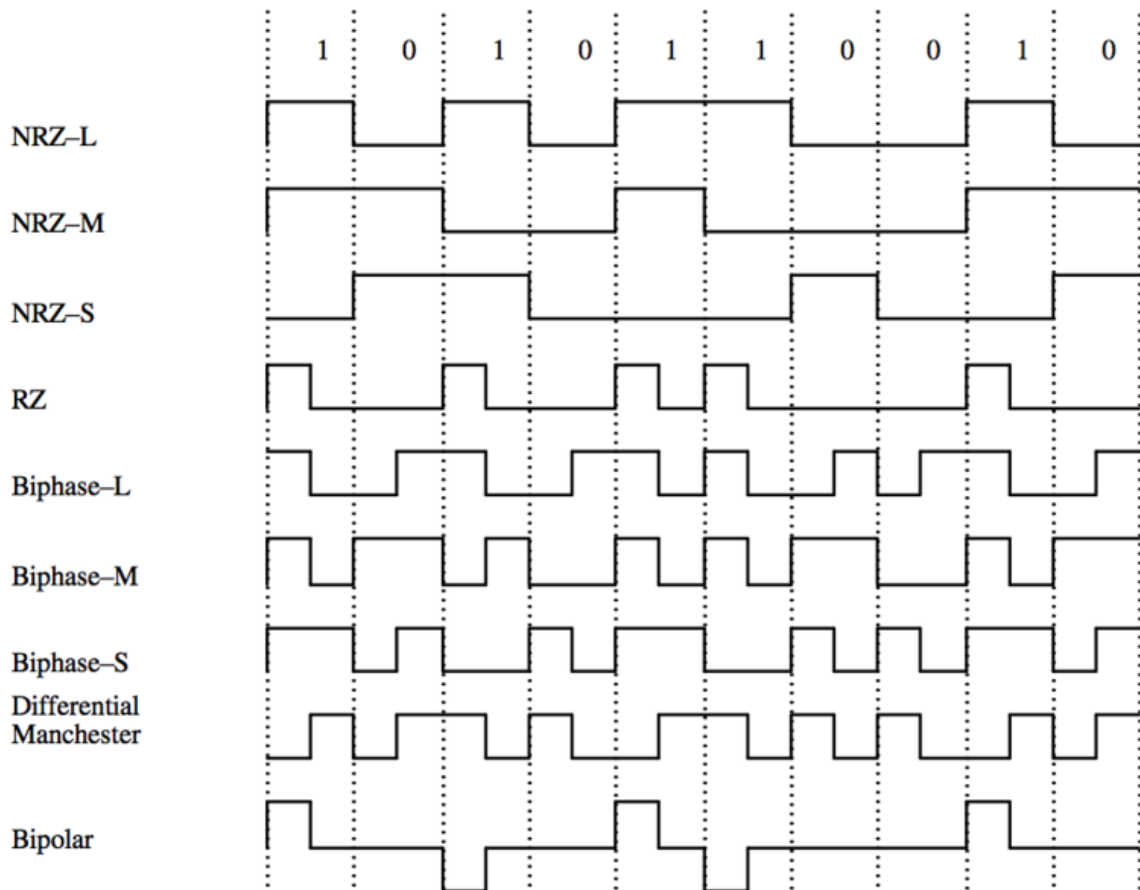 1 0 1 0 1 1 0 0 1 0
NRZ–L
NRZ–M
NRZ–S
RZ
Biphase–L
Biphase–M
Biphase–S
Differential
Manchester
Bipolar